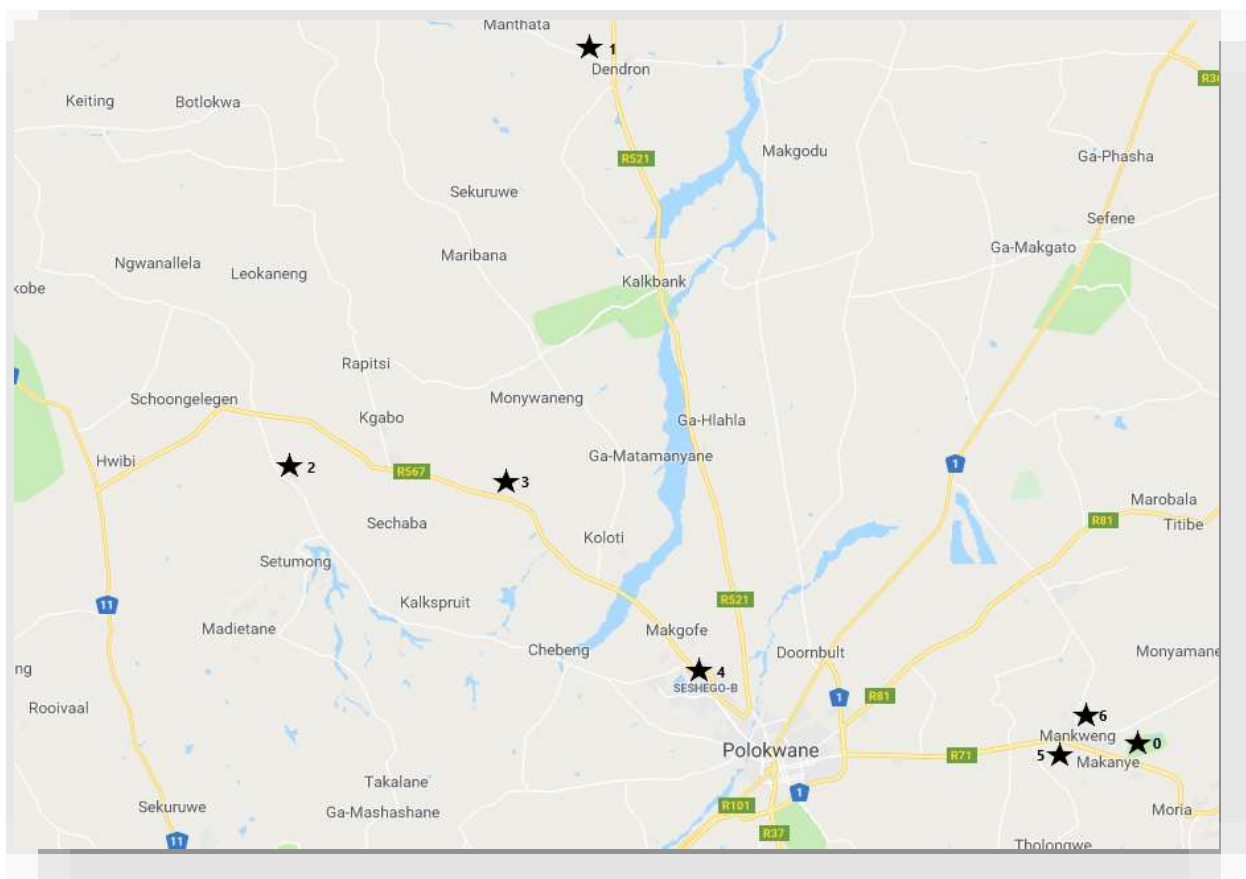 Manthata
1
Dendron
R36
Keiting
Botlokwa
R521
Makgodu
Ga-Phasha
Sekuruwe
Sefene
Ga-Makgato
Maribana
Ngwanallela
Leokaneng
Kalkbank
kobe
Rapitsi
Schoongelegen
Monywaneng
Kgabo
Ga-Hlahla
Hwibi
Ga-Matamanyane
2
R567
3
1
Marobala
Sechaba
R81
Titibe
Koloti
Setumong
R521
11
Kalkspruit
Madietane
Makgofe
Chebeng
Doornbult
Monyamane
ng
4
SESHEGO-B
1
R81
Rooivaal
6
Mankweng
0
Polokwane
R71
5
Makanye
Takalane
1
Sekuruwe
Ga-Mashashane
R101
Moria
R37
11
Tholongwe